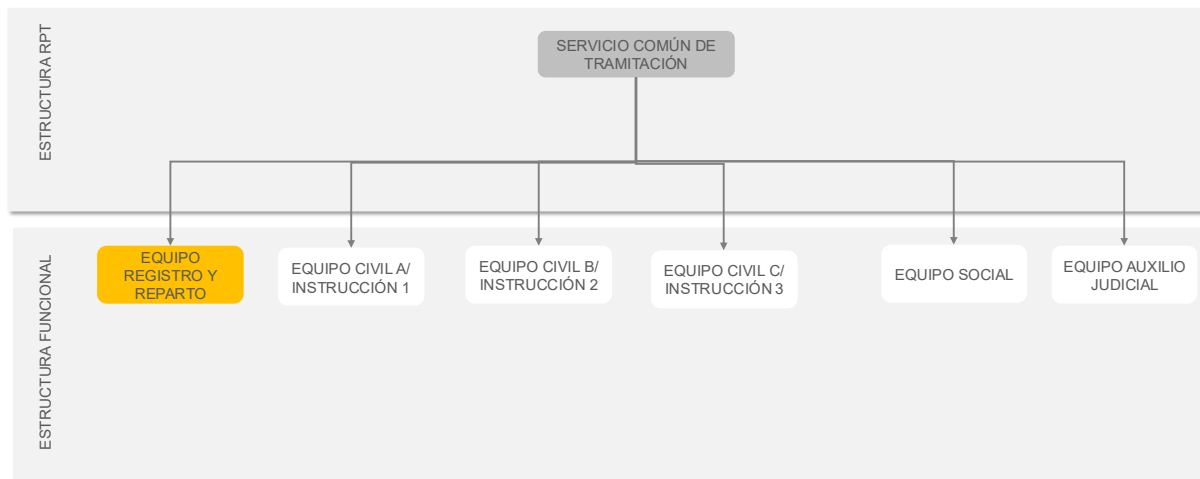 ESTRUCTURA RPT
SERVICIO COMÚN DE
TRAMITACIÓN
ESTRUCTURA FUNCIONAL
EQUIPO
REGISTRO Y
REPARTO
EQUIPO CIVIL A/
INSTRUCCIÓN 1
EQUIPO CIVIL B/
INSTRUCCIÓN 2
EQUIPO CIVIL C/
INSTRUCCIÓN 3
EQUIPO SOCIAL
EQUIPO AUXILIO
JUDICIAL